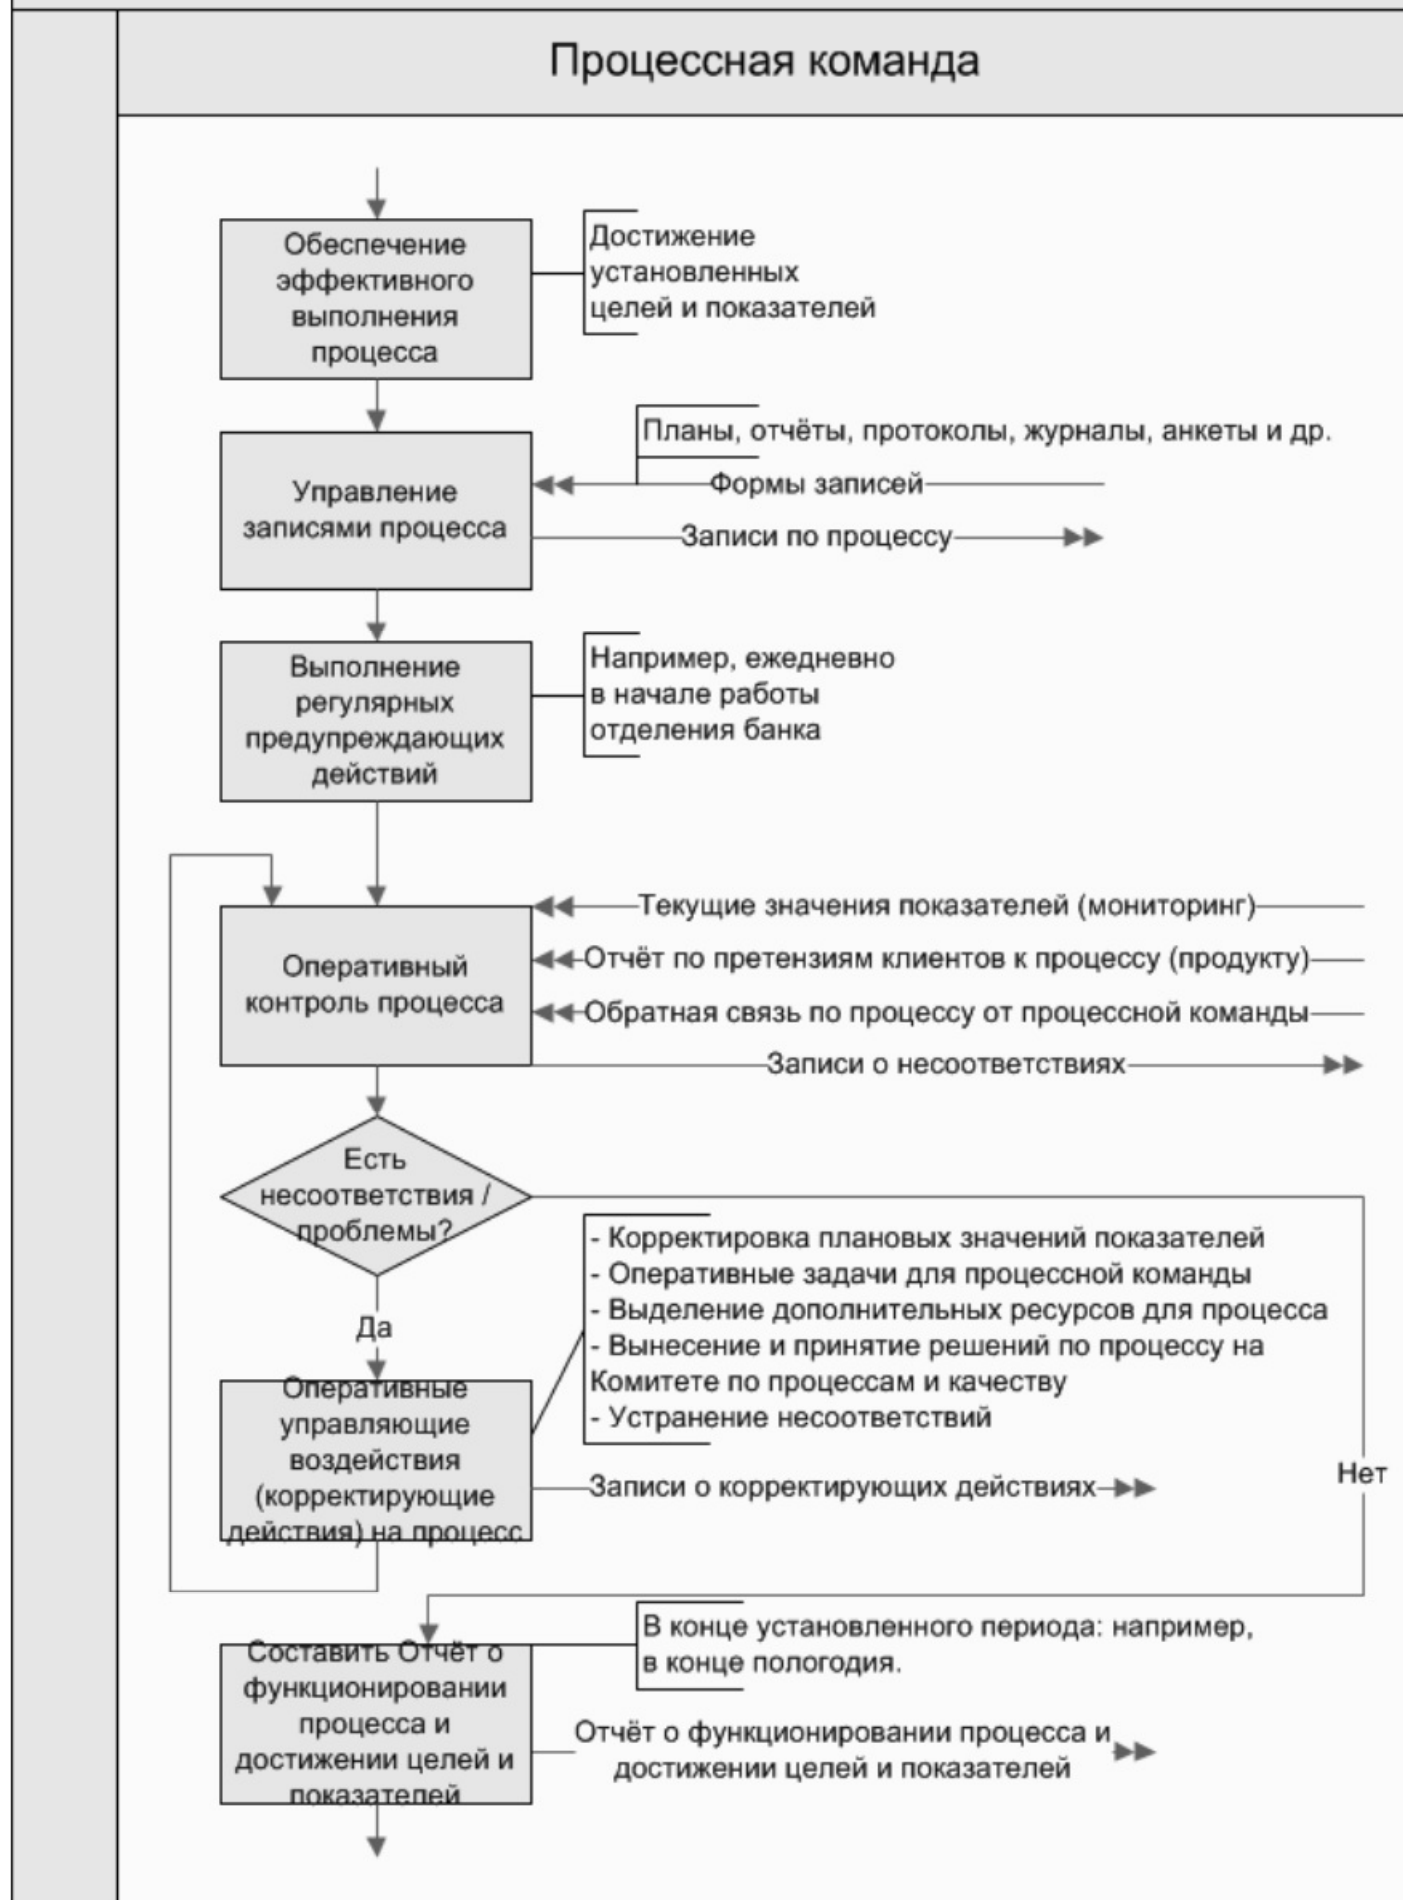 Процессная команда
Обеспечение
эффективного
выполнения
процесса
Достижение
установленных
целей и показателей
Планы, отчёты, протоколы, журналы, анкеты и др.
Управление
записями процесса
Формы записей
Записи по процессу
Выполнение
регулярных
предупреждающих
действий
Например, ежедневно
в начале работы
отделения банка
Оперативный
контроль процесса
Текущие значения показателей (мониторинг)
Отчёт по претензиям клиентов к процессу (продукту)
Обратная связь по процессу от процессной команды
Записи о несоответствиях
Есть
несоответствия /
проблемы?
- Корректировка плановых значений показателей
- Оперативные задачи для процессной команды
- Выделение дополнительных ресурсов для процесса
- Вынесение и принятие решений по процессу на
Комитете по процессам и качеству
- Устранение несоответствий
Да
Оперативные
управляющие
воздействия
(корректирующие
действия) на процесс
Записи о корректирующих действиях
Нет
В конце установленного периода: например,
в конце пологодия.
Составить Отчёт о
функционировании
процесса и
достижении целей и
показателей
Отчёт о функционировании процесса и
достижении целей и показателей